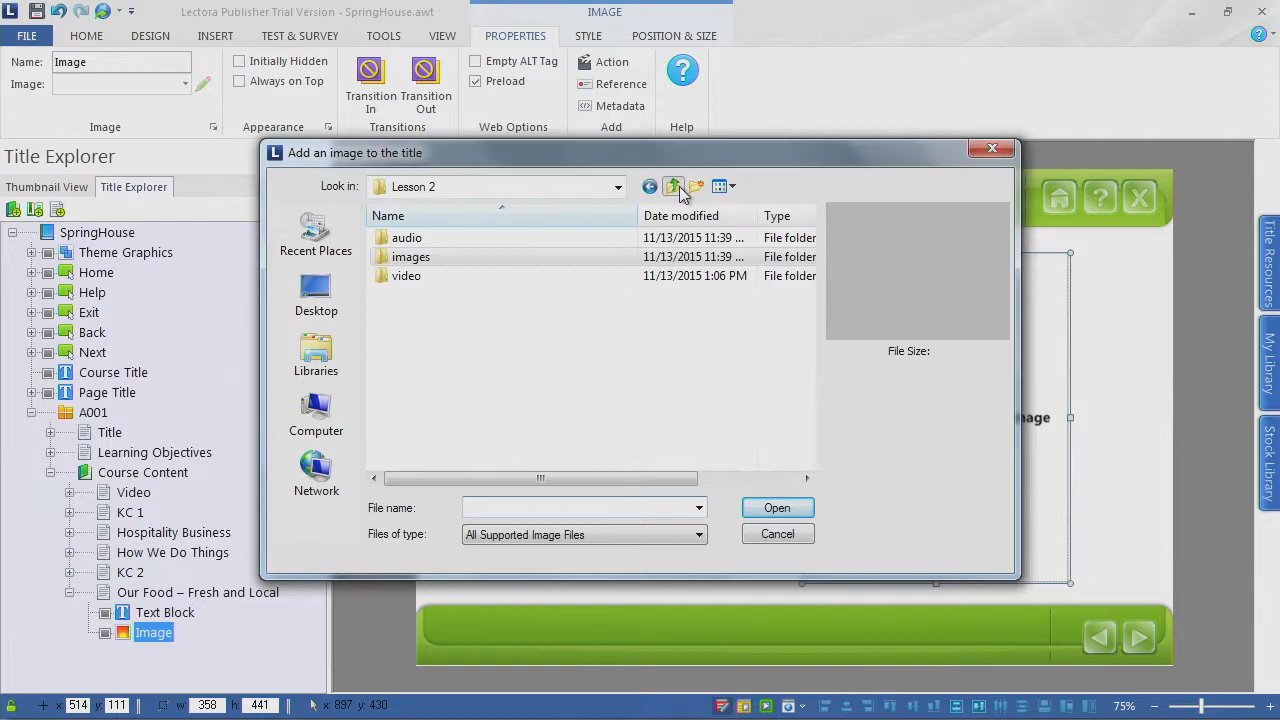 Lectora Publisher Trial Version - SpringHouse.awt
IMAGE
FILE HOME DESIGN INSERT TEST & SURVEY TOOLS VIEW PROPERTIES STYLE POSITION & SIZE
Name: Image
Image:
Image
Initially Hidden
Always on Top
Appearance
Transition In
Transition Out
Transitions
Empty ALT Tag
Preload
Web Options
Action
Reference
Metadata
Add
Help
Title Explorer
Thumbnail View
Title Explorer
SpringHouse
Theme Graphics
Home
Help
Exit
Back
Next
Course Title
Page Title
A001
Title
Learning Objectives
Course Content
Video
KC 1
Hospitality Business
How We Do Things
KC 2
Our Food – Fresh and Local
Text Block
Image
Add an image to the title
Look in: Lesson 2
Recent Places
Desktop
Libraries
Computer
Network
Name Date modified Type
audio 11/13/2015 11:39 ... File folder
images 11/13/2015 11:39 ... File folder
video 11/13/2015 1:06 PM File folder
File Size:
File name:
Open
Files of type: All Supported Image Files
Cancel
mage
Title Resources
My Library
Stock Library
x: 514 y: 111 w: 358 h: 441 x: 897 y: 430 75%